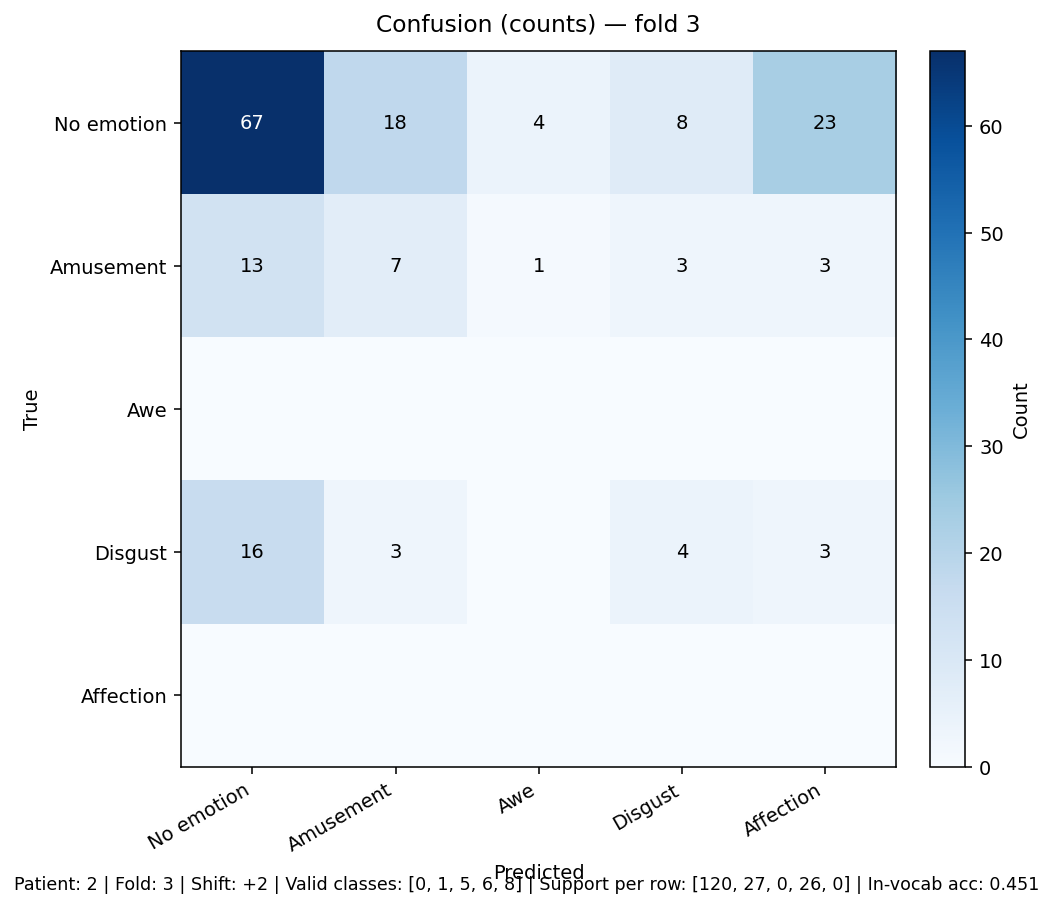 Confusion (counts) — fold 3
No emotion 67 18 4 8 23
Amusement 13 7 1 3 3
Awe
Disgust 16 3 4 3
Affection
True
No emotion Amusement Awe Disgust Affection
Predicted
60
50
40
30
20
10
0
Count
Patient: 2 | Fold: 3 | Shift: +2 | Valid classes: [0, 1, 5, 6, 8] | Support per row: [120, 27, 0, 26, 0] | In-vocab acc: 0.451